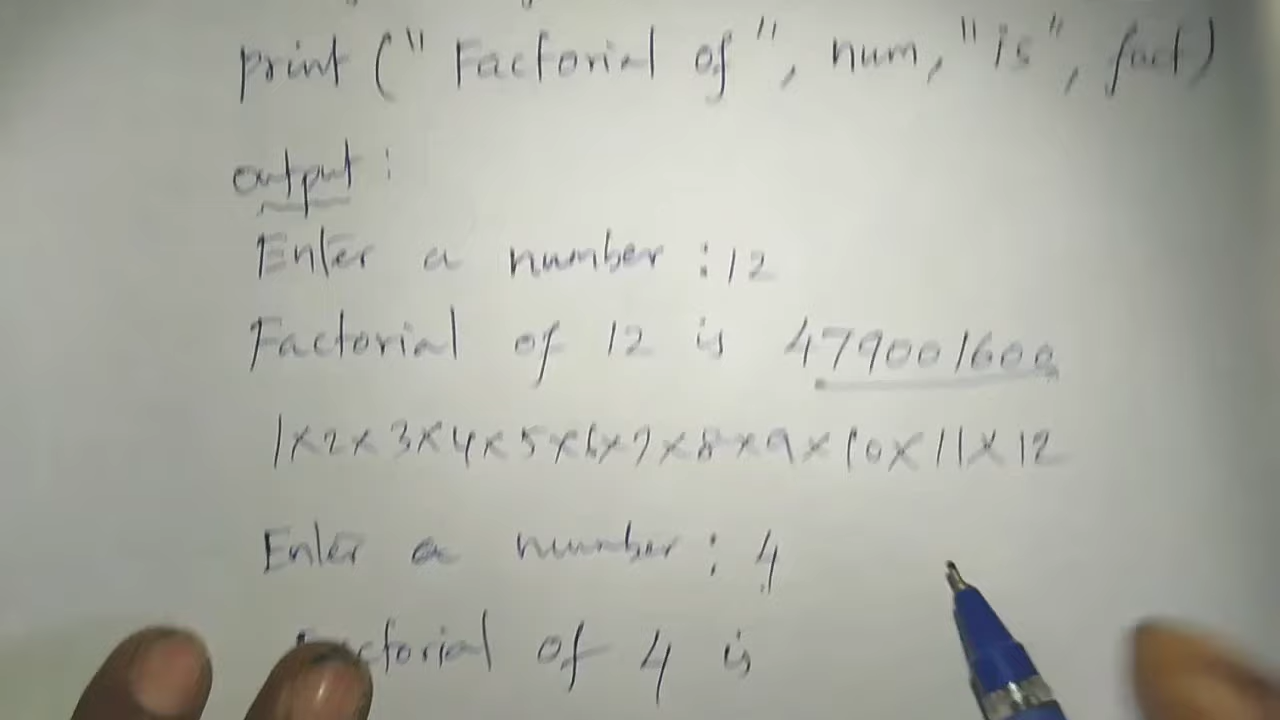 print ("Factorial of", num, "is", fact)
output :
Enter a number : 12
Factorial of 12 is 479001600
1×2×3×4×5×6×7×8×9×10×11×12
Enter a number : 4
Factorial of 4 is